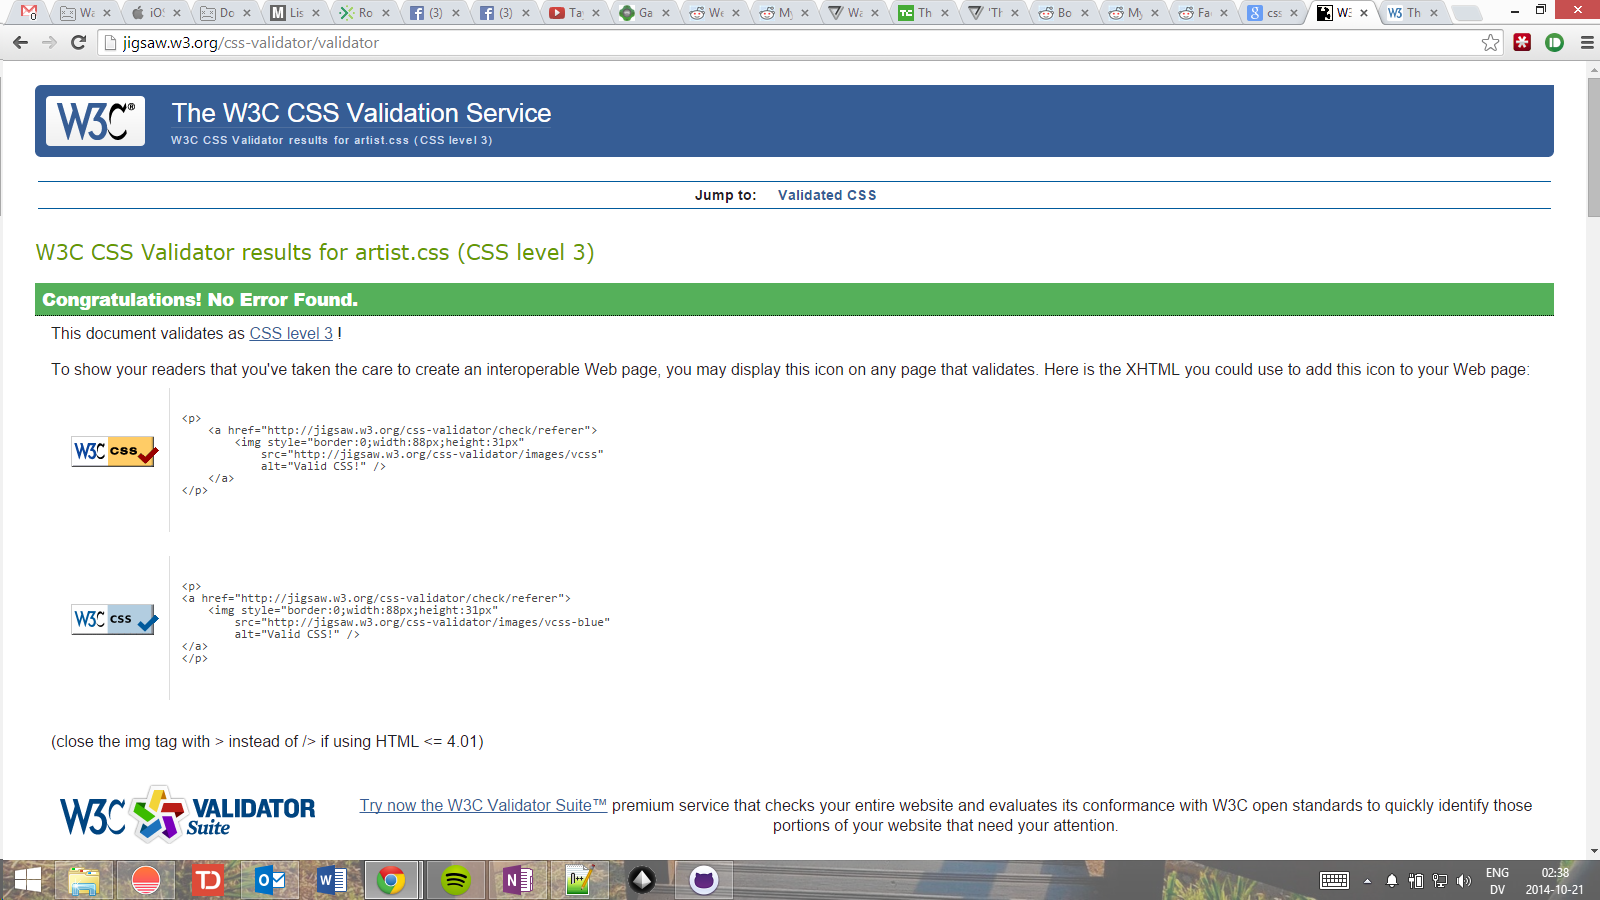 0
Wa
iOS
Do
Lis
Ro
(3)
(3)
Ta
Ga
We
My
Wa
TC Th
'Th
Bo
My
Fa
css
W3
W3 Th
jigsaw.w3.org/css-validator/validator
W3C®
The W3C CSS Validation Service
W3C CSS Validator results for artist.css (CSS level 3)
Jump to: Validated CSS
W3C CSS Validator results for artist.css (CSS level 3)
Congratulations! No Error Found.
This document validates as CSS level 3 !
To show your readers that you've taken the care to create an interoperable Web page, you may display this icon on any page that validates. Here is the XHTML you could use to add this icon to your Web page:
W3C css
<p>
<a href="http://jigsaw.w3.org/css-validator/check/referer">
<img style="border:0;width:88px;height:31px"
src="http://jigsaw.w3.org/css-validator/images/vcss"
alt="Valid CSS!" />
</a>
</p>
W3C css
<p>
<a href="http://jigsaw.w3.org/css-validator/check/referer">
<img style="border:0;width:88px;height:31px"
src="http://jigsaw.w3.org/css-validator/images/vcss-blue"
alt="Valid CSS!" />
</a>
</p>
(close the img tag with > instead of /> if using HTML <= 4.01)
W3C VALIDATOR
Suite
Try now the W3C Validator Suite™ premium service that checks your entire website and evaluates its conformance with W3C open standards to quickly identify those
portions of your website that need your attention.
ENG 02:38
DV 2014-10-21